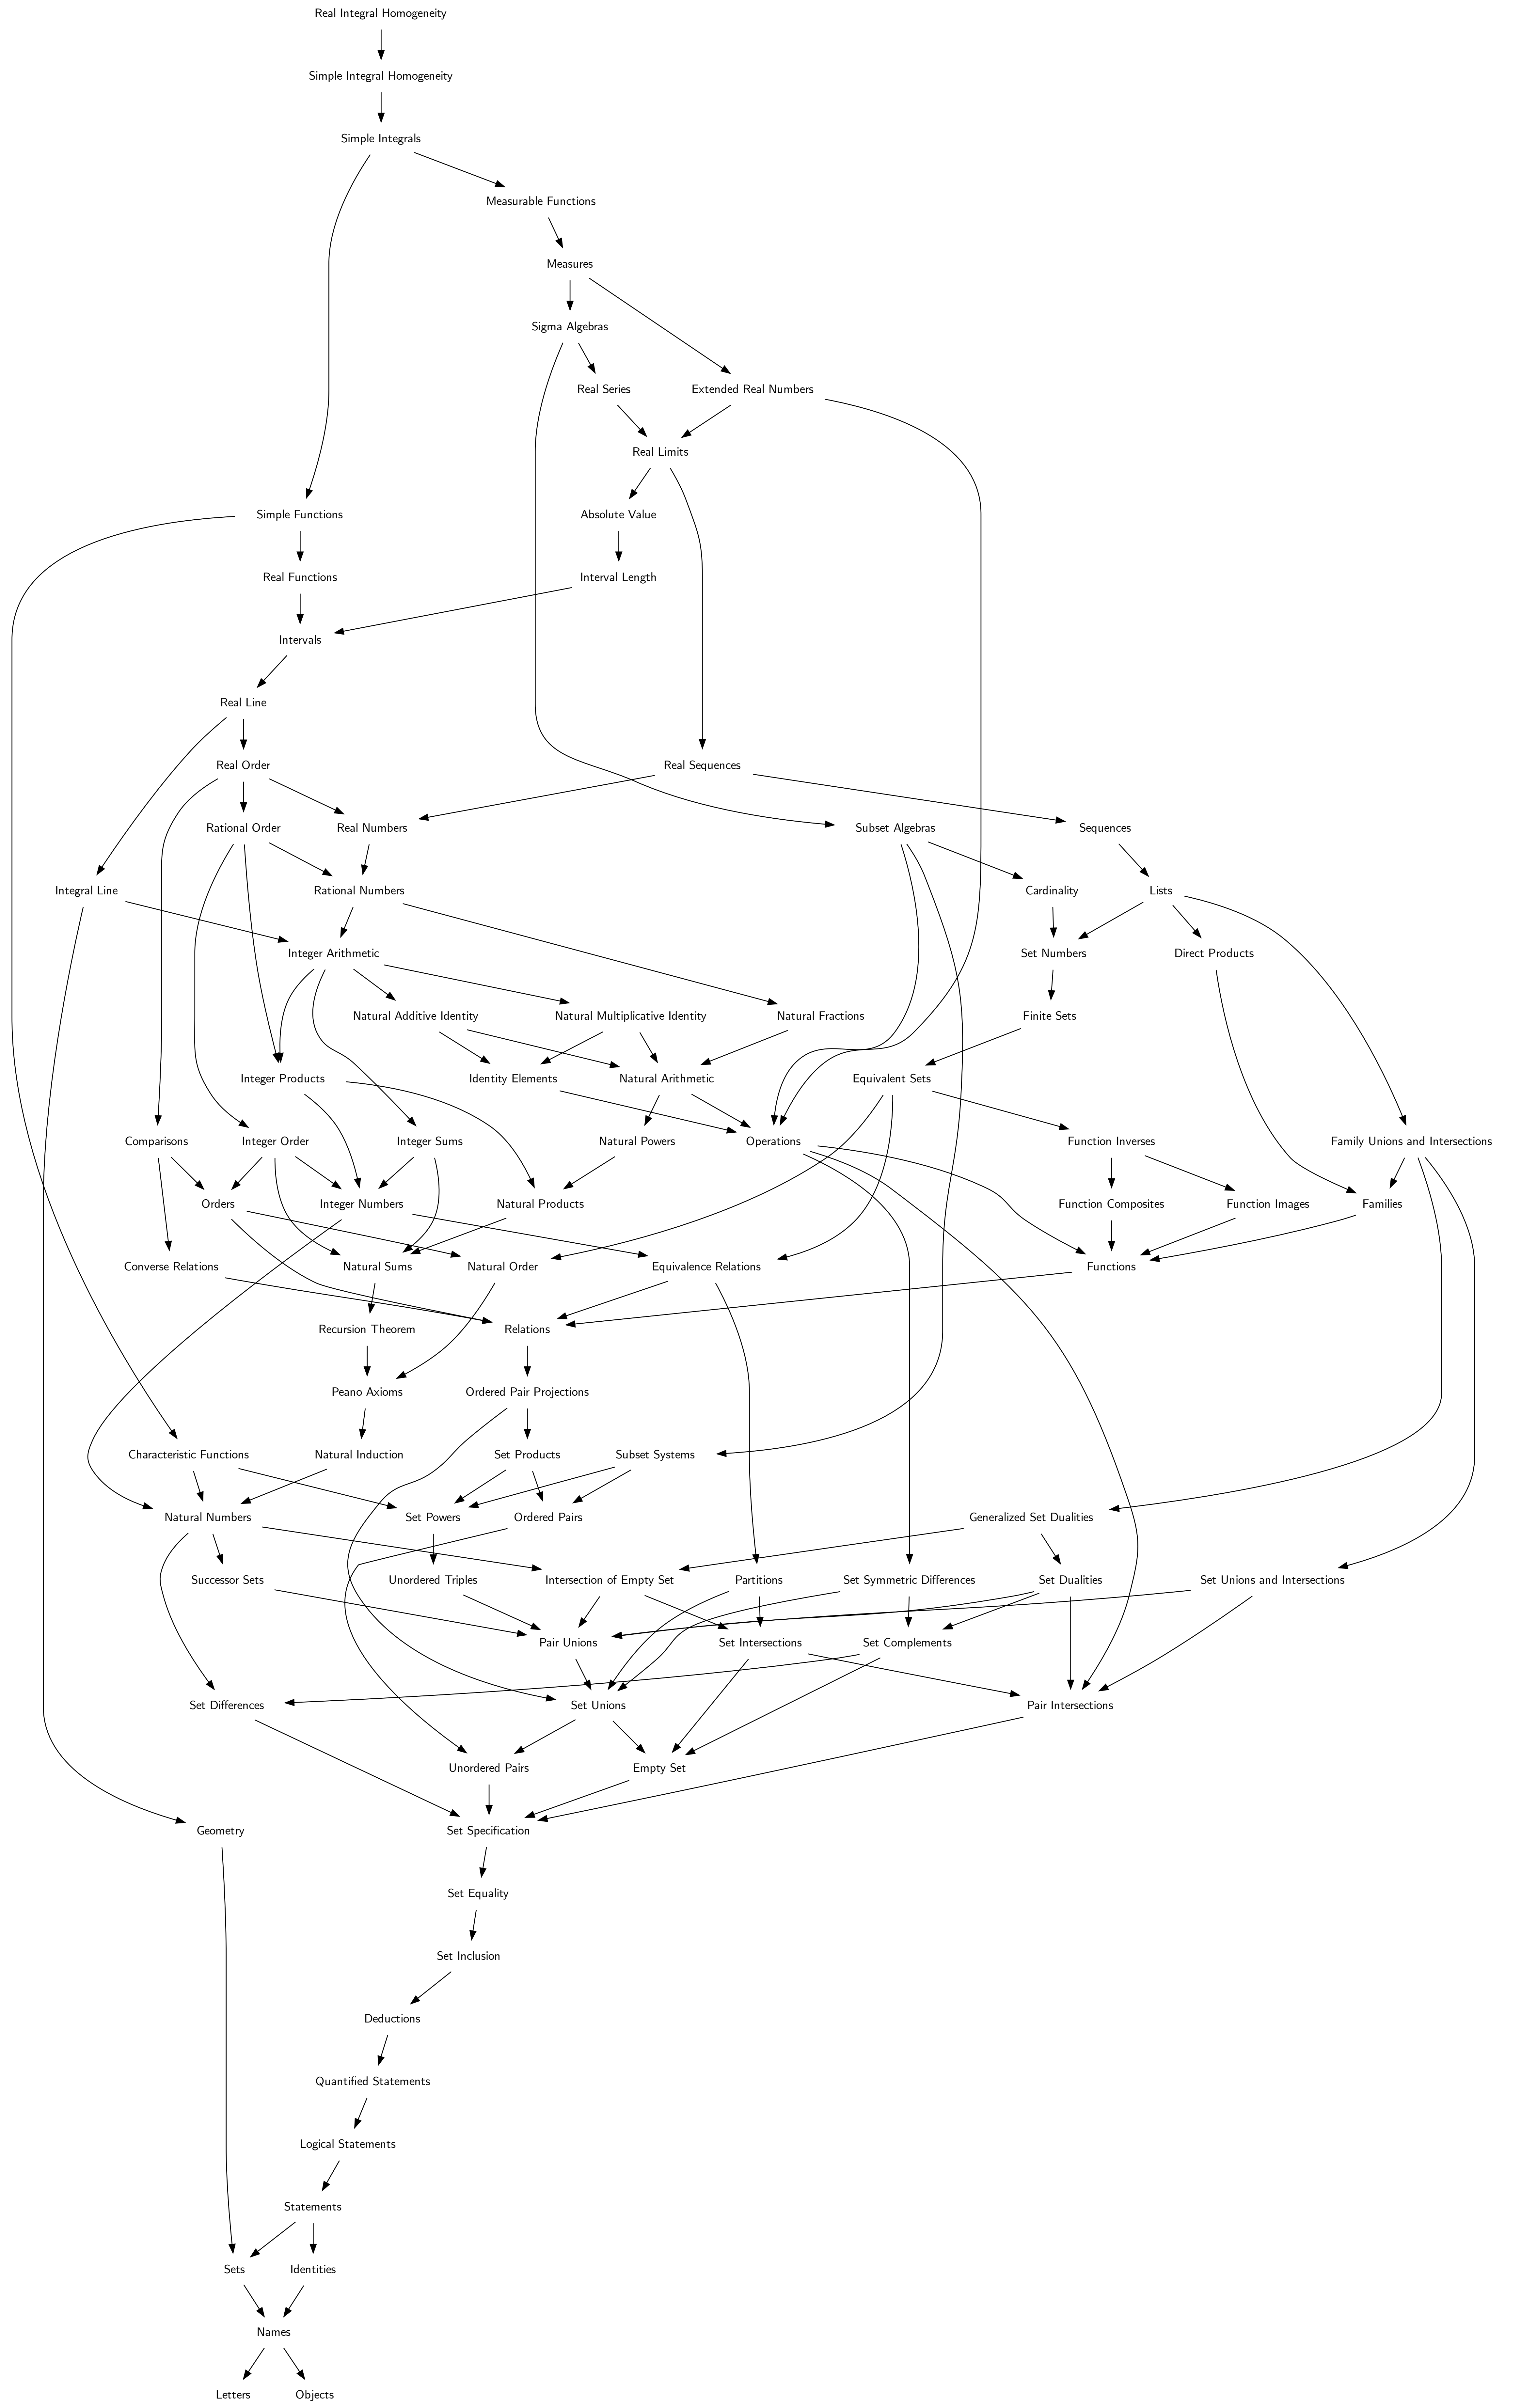 Real Integral Homogeneity
Simple Integral Homogeneity
Simple Integrals
Measurable Functions
Measures
Sigma Algebras
Real Series
Extended Real Numbers
Real Limits
Simple Functions
Absolute Value
Real Functions
Interval Length
Intervals
Real Line
Real Order
Real Sequences
Rational Order
Real Numbers
Subset Algebras
Sequences
Integral Line
Rational Numbers
Cardinality
Lists
Integer Arithmetic
Set Numbers
Direct Products
Natural Additive Identity
Natural Multiplicative Identity
Natural Fractions
Finite Sets
Integer Products
Identity Elements
Natural Arithmetic
Equivalent Sets
Comparisons
Integer Order
Integer Sums
Natural Powers
Operations
Function Inverses
Family Unions and Intersections
Orders
Integer Numbers
Natural Products
Function Composites
Function Images
Families
Converse Relations
Natural Sums
Natural Order
Equivalence Relations
Functions
Recursion Theorem
Relations
Peano Axioms
Ordered Pair Projections
Characteristic Functions
Natural Induction
Set Products
Subset Systems
Natural Numbers
Set Powers
Ordered Pairs
Generalized Set Dualities
Successor Sets
Unordered Triples
Intersection of Empty Set
Partitions
Set Symmetric Differences
Set Dualities
Set Unions and Intersections
Pair Unions
Set Intersections
Set Complements
Set Differences
Set Unions
Pair Intersections
Unordered Pairs
Empty Set
Geometry
Set Specification
Set Equality
Set Inclusion
Deductions
Quantified Statements
Logical Statements
Statements
Sets
Identities
Names
Letters
Objects